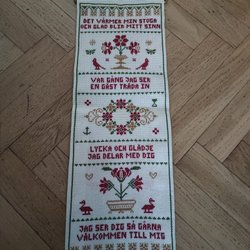 DET VÄRMER MIN STUGA
OCH GLAD BLIR MITT SINN
VAR GÅNG JAG SER
EN GÄST TRÄDA IN
LYCKA OCH GLÄDJE
JAG DELAR MED DIG
JAG SER DIG SÅ GÄRNA
VÄLKOMMEN TILL MIG